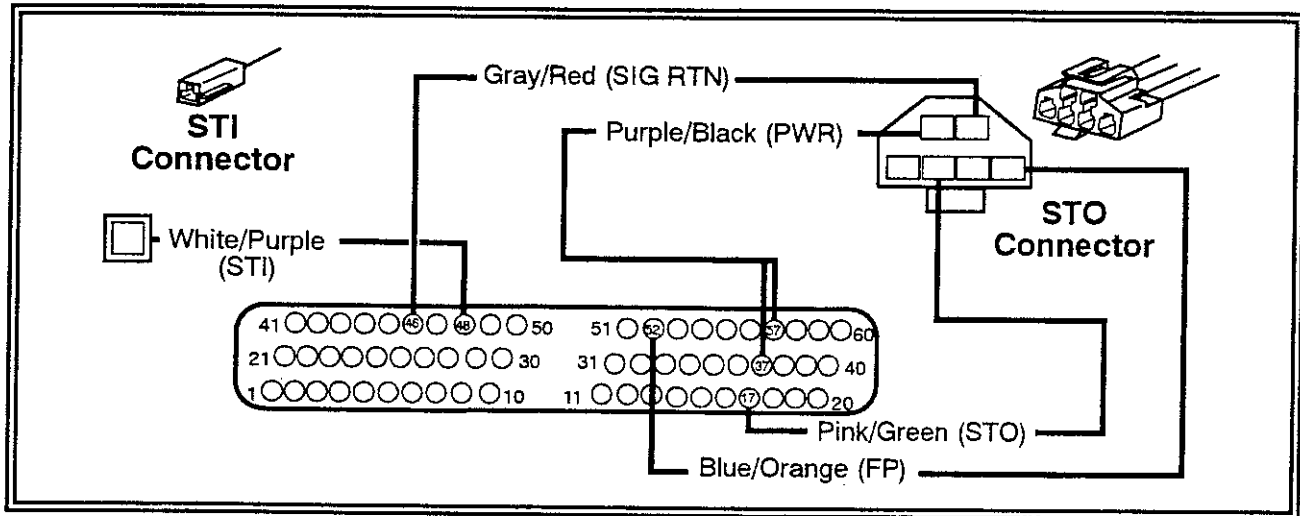 STI
Connector
Gray/Red (SIG RTN)
Purple/Black (PWR)
STO
Connector
White/Purple
(STI)
41 46 48 50 51 52 57 60
21 30 31 37 40
1 10 11 17 20
Pink/Green (STO)
Blue/Orange (FP)